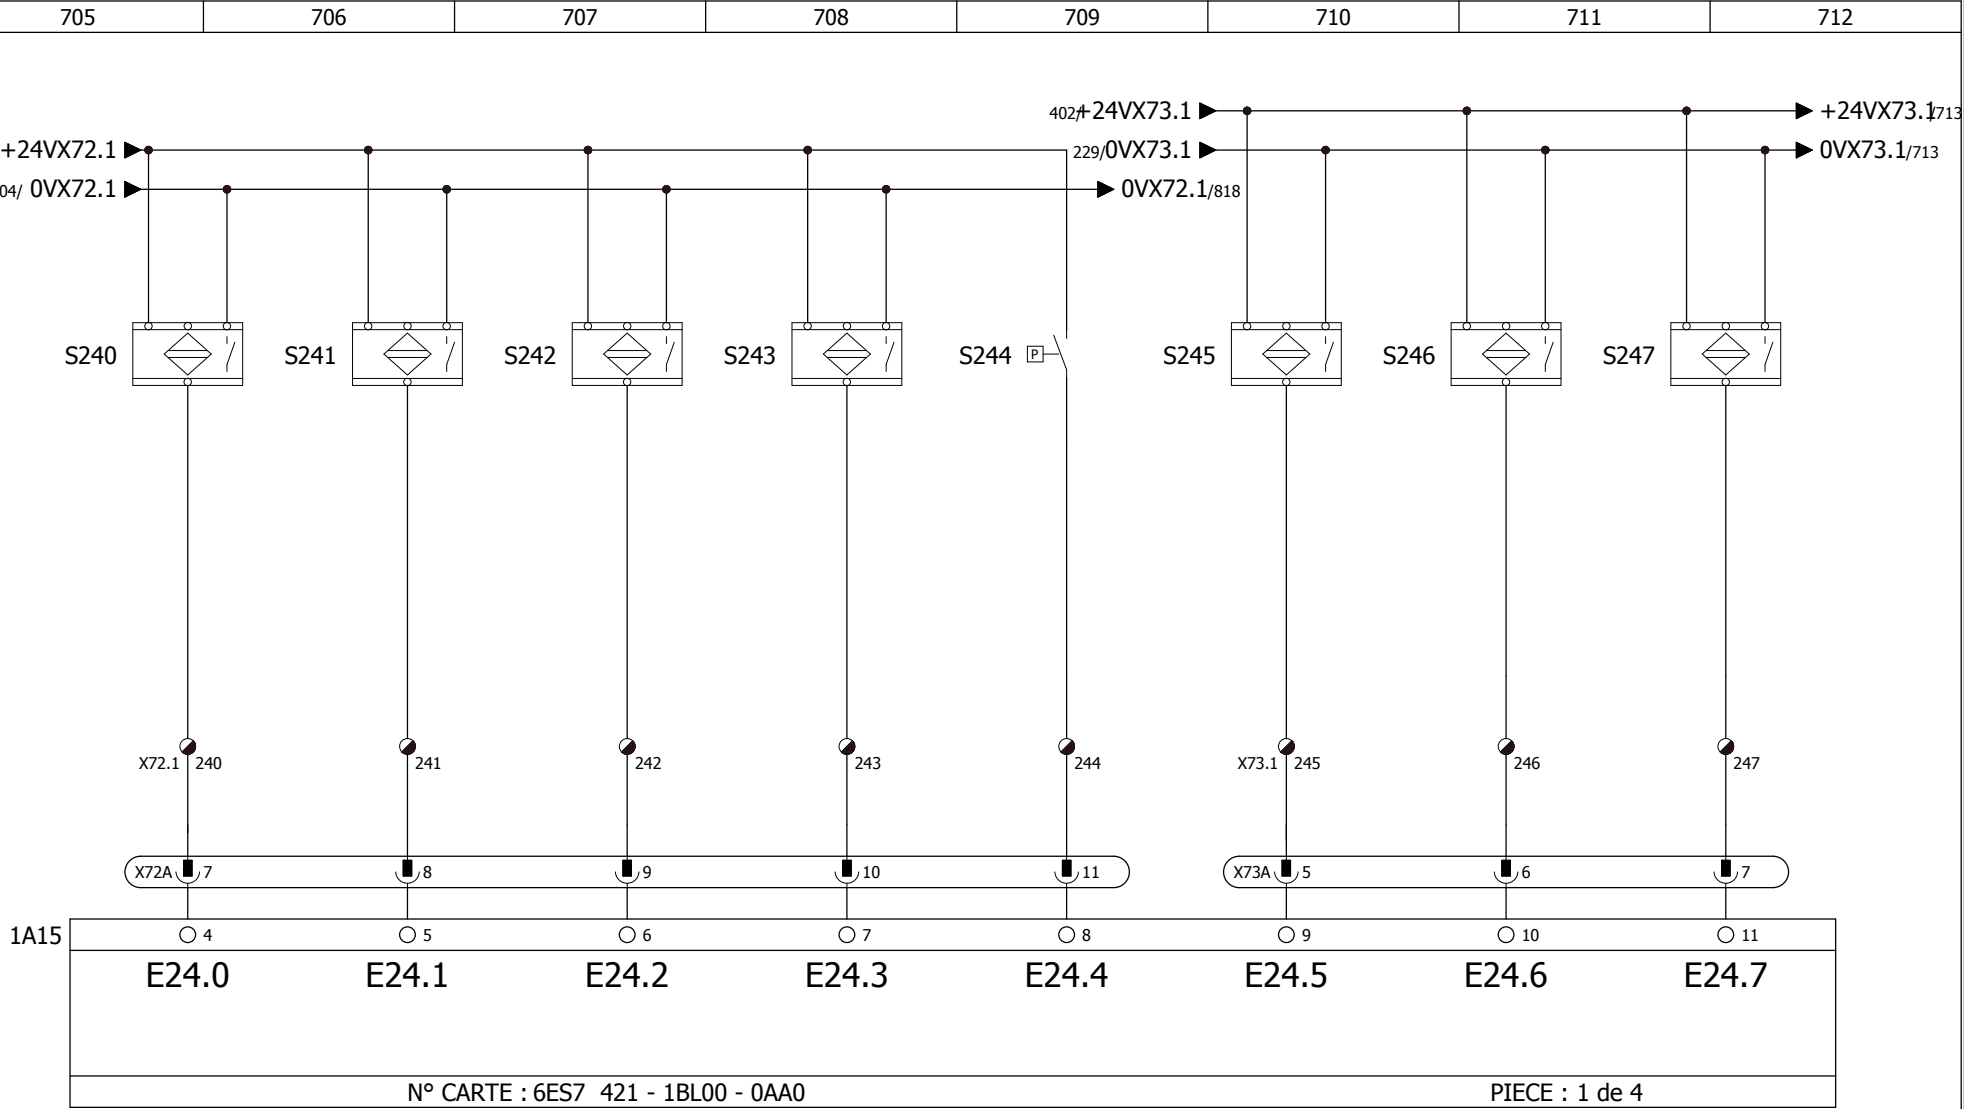 705 706 707 708 709 710 711 712
402/+24VX73.1 +24VX73.1/713
+24VX72.1 229/0VX73.1 0VX73.1/713
04/ 0VX72.1 0VX72.1/818
S240 S241 S242 S243 S244 P S245 S246 S247
X72.1 240 241 242 243 244 X73.1 245 246 247
X72A 7 8 9 10 11 X73A 5 6 7
1A15 4 5 6 7 8 9 10 11
E24.0 E24.1 E24.2 E24.3 E24.4 E24.5 E24.6 E24.7
N° CARTE : 6ES7 421 - 1BL00 - 0AA0 PIECE : 1 de 4